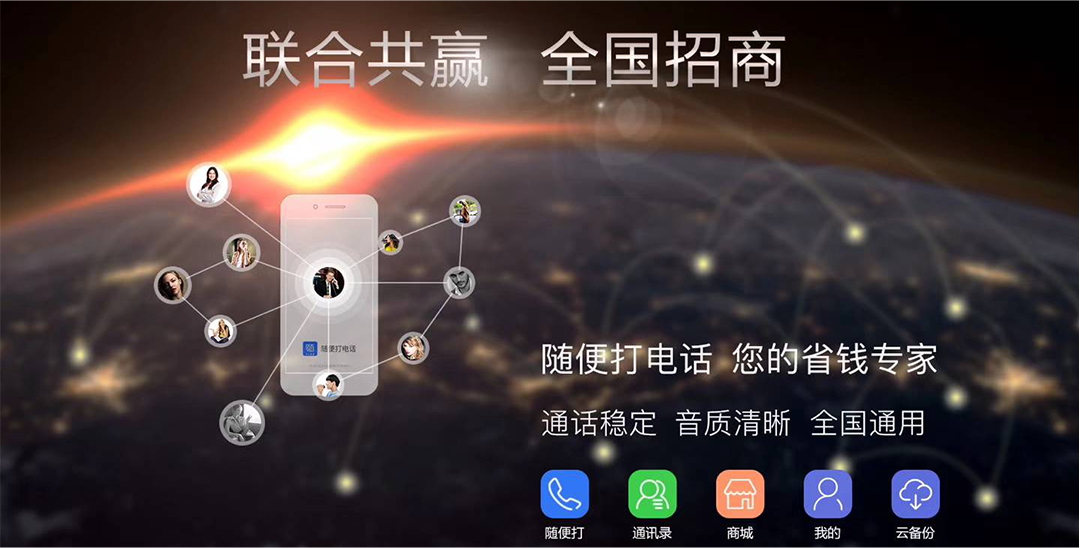 联合共赢 全国招商
随便打电话
随便打电话 您的省钱专家
通话稳定 音质清晰 全国通用
随便打 通讯录 商城 我的 云备份